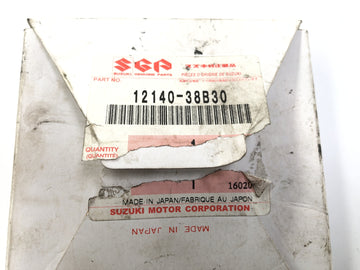 SGP
SUZUKI GENUINE PARTS
PIÈCES D'ORIGINE DE SUZUKI
PART NO.
12140-38B30
QUANTITY
(QUANTITÉ)
1 16020
MADE IN JAPAN/FABRIQUE AU JAPON
SUZUKI MOTOR CORPORATION
MADE IN JAPAN